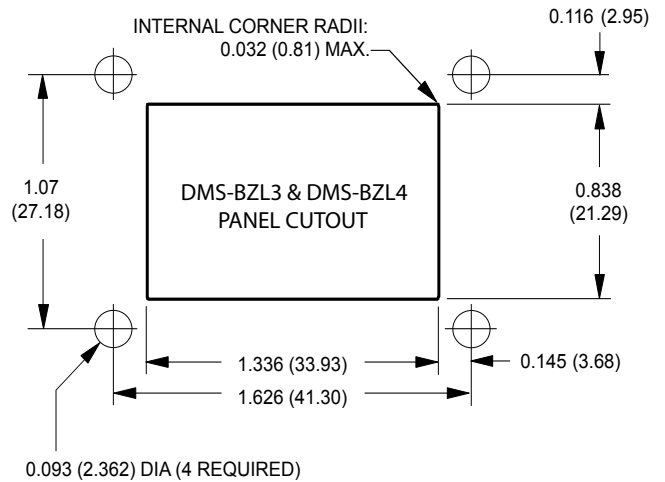 INTERNAL CORNER RADII:
0.032 (0.81) MAX.
0.116 (2.95)
1.07
(27.18)
DMS-BZL3 & DMS-BZL4
PANEL CUTOUT
0.838
(21.29)
1.336 (33.93)
0.145 (3.68)
1.626 (41.30)
0.093 (2.362) DIA (4 REQUIRED)